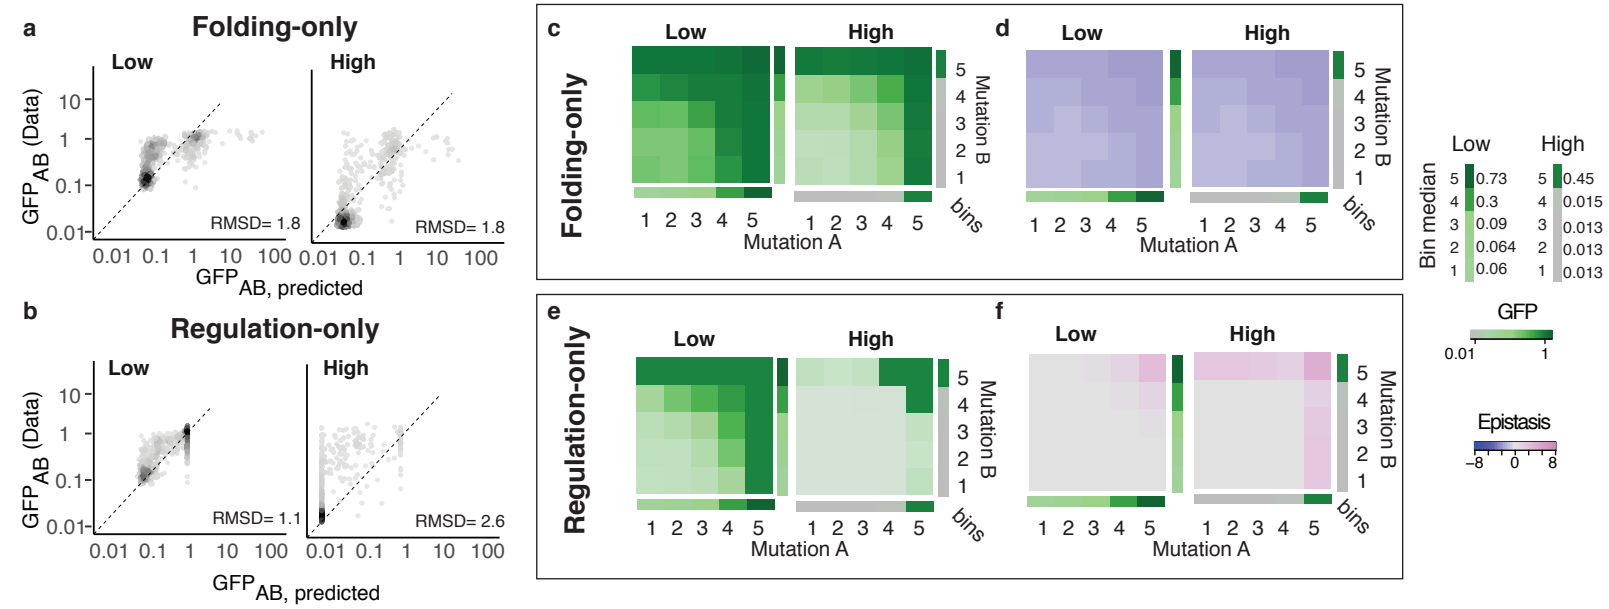 a
Folding-only
Low
High
GFP AB (Data)
10
1
0.1
0.01
RMSD= 1.8
RMSD= 1.8
0.01 0.1 1 10 100
0.01 0.1 1 10 100
GFP AB, predicted
b
Regulation-only
Low
High
GFP AB (Data)
10
1
0.1
0.01
RMSD= 1.1
RMSD= 2.6
0.01 0.1 1 10 100
0.01 0.1 1 10 100
GFP AB, predicted
c
Folding-only
Low
High
5
4
3
2
1
Mutation B
1 2 3 4 5
1 2 3 4 5
bins
Mutation A
d
Low
High
5
4
3
2
1
Mutation B
1 2 3 4 5
1 2 3 4 5
bins
Mutation A
e
Regulation-only
Low
High
5
4
3
2
1
Mutation B
1 2 3 4 5
1 2 3 4 5
bins
Mutation A
f
Low
High
5
4
3
2
1
Mutation B
1 2 3 4 5
1 2 3 4 5
bins
Mutation A
Low
High
Bin median
5 0.73
4 0.3
3 0.09
2 0.064
1 0.06
5 0.45
4 0.015
3 0.013
2 0.013
1 0.013
GFP
0.01 1
Epistasis
−8 0 8